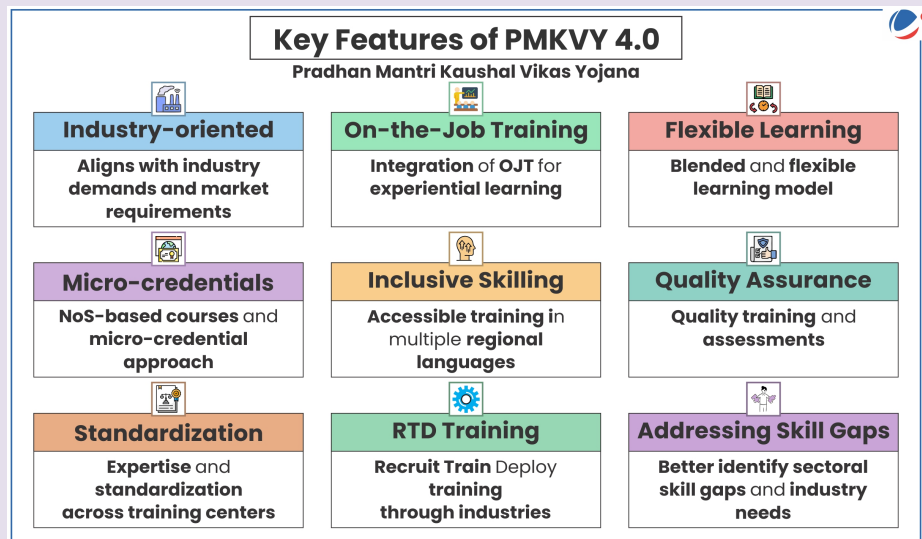 Key Features of PMKVY 4.0
Pradhan Mantri Kaushal Vikas Yojana
Industry-oriented
Aligns with industry
demands and market
requirements
On-the-Job Training
Integration of OJT for
experiential learning
Flexible Learning
Blended and flexible
learning model
Micro-credentials
NoS-based courses and
micro-credential
approach
Inclusive Skilling
Accessible training in
multiple regional
languages
Quality Assurance
Quality training and
assessments
Standardization
Expertise and
standardization
across training centers
RTD Training
Recruit Train Deploy
training
through industries
Addressing Skill Gaps
Better identify sectoral
skill gaps and industry
needs